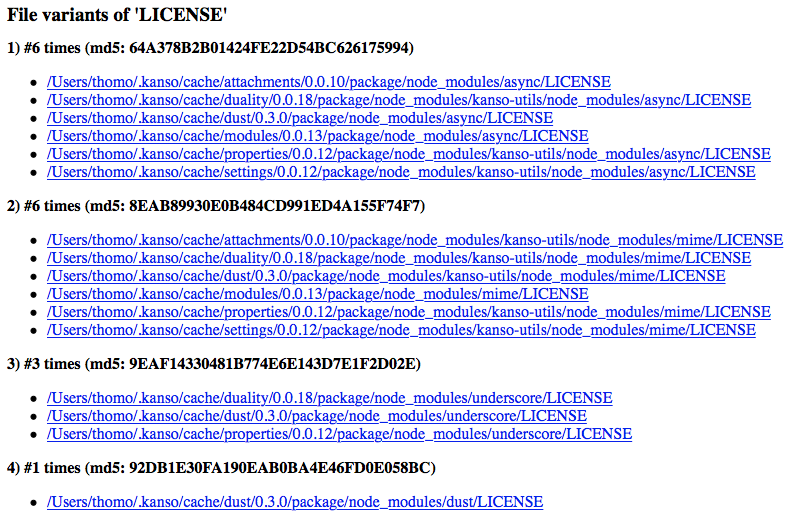 File variants of 'LICENSE'
1) #6 times (md5: 64A378B2B01424FE22D54BC626175994)
/Users/thomo/.kanso/cache/attachments/0.0.10/package/node_modules/async/LICENSE
/Users/thomo/.kanso/cache/duality/0.0.18/package/node_modules/kanso-utils/node_modules/async/LICENSE
/Users/thomo/.kanso/cache/dust/0.3.0/package/node_modules/async/LICENSE
/Users/thomo/.kanso/cache/modules/0.0.13/package/node_modules/async/LICENSE
/Users/thomo/.kanso/cache/properties/0.0.12/package/node_modules/kanso-utils/node_modules/async/LICENSE
/Users/thomo/.kanso/cache/settings/0.0.12/package/node_modules/kanso-utils/node_modules/async/LICENSE
2) #6 times (md5: 8EAB89930E0B484CD991ED4A155F74F7)
/Users/thomo/.kanso/cache/attachments/0.0.10/package/node_modules/kanso-utils/node_modules/mime/LICENSE
/Users/thomo/.kanso/cache/duality/0.0.18/package/node_modules/kanso-utils/node_modules/mime/LICENSE
/Users/thomo/.kanso/cache/dust/0.3.0/package/node_modules/kanso-utils/node_modules/mime/LICENSE
/Users/thomo/.kanso/cache/modules/0.0.13/package/node_modules/mime/LICENSE
/Users/thomo/.kanso/cache/properties/0.0.12/package/node_modules/kanso-utils/node_modules/mime/LICENSE
/Users/thomo/.kanso/cache/settings/0.0.12/package/node_modules/kanso-utils/node_modules/mime/LICENSE
3) #3 times (md5: 9EAF14330481B774E6E143D7E1F2D02E)
/Users/thomo/.kanso/cache/duality/0.0.18/package/node_modules/underscore/LICENSE
/Users/thomo/.kanso/cache/dust/0.3.0/package/node_modules/underscore/LICENSE
/Users/thomo/.kanso/cache/properties/0.0.12/package/node_modules/underscore/LICENSE
4) #1 times (md5: 92DB1E30FA190EAB0BA4E46FD0E058BC)
/Users/thomo/.kanso/cache/dust/0.3.0/package/node_modules/dust/LICENSE